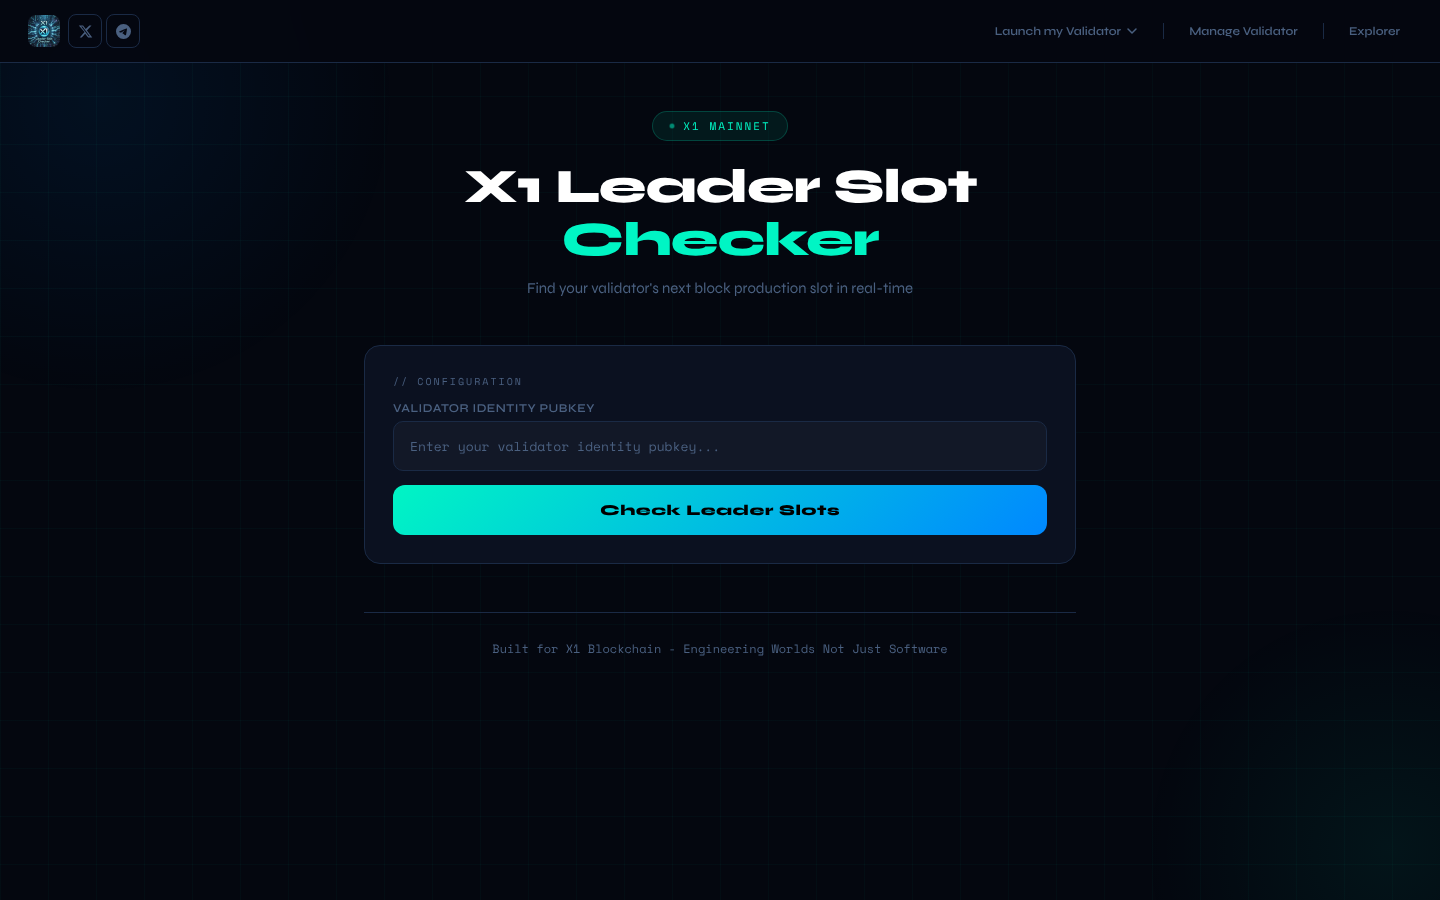 Launch my Validator
Manage Validator
Explorer
X1 MAINNET
X1 Leader Slot
Checker
Find your validator's next block production slot in real-time
// CONFIGURATION
VALIDATOR IDENTITY PUBKEY
Enter your validator identity pubkey...
Check Leader Slots
Built for X1 Blockchain - Engineering Worlds Not Just Software